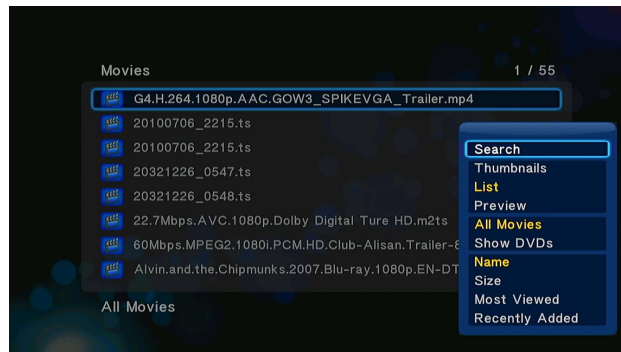 Movies 1 / 55
G4.H.264.1080p.AAC.GOW3_SPIKEVGA_Trailer.mp4
20100706_2215.ts
20100706_2215.ts
20321226_0547.ts
20321226_0548.ts
22.7Mbps.AVC.1080p.Dolby Digital Ture HD.m2ts
60Mbps.MPEG2.1080i.PCM.HD.Club-Alisan.Trailer-
Alvin.and.the.Chipmunks.2007.Blu-ray.1080p.EN-DT
All Movies
Search
Thumbnails
List
Preview
All Movies
Show DVDs
Name
Size
Most Viewed
Recently Added